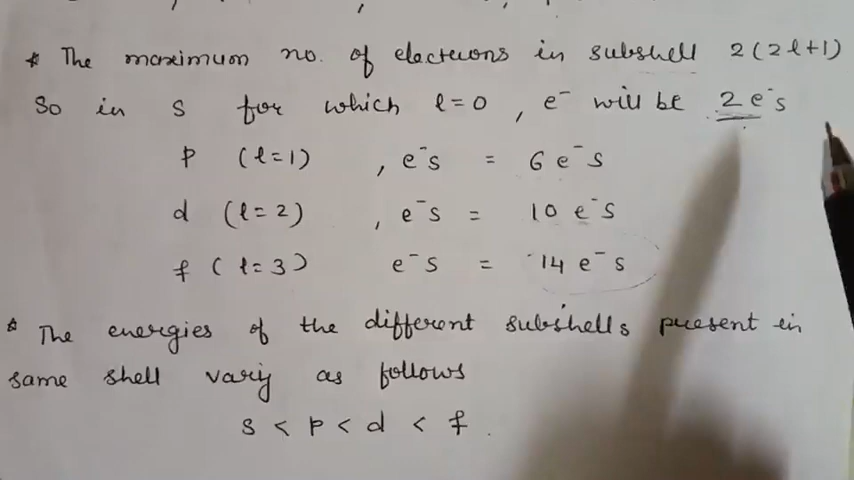 * The maximum no. of electrons in subshell 2(2l+1)
So in s for which l=0, e⁻ will be 2 e⁻s
p (l=1) , e⁻s = 6 e⁻s
d (l=2) , e⁻s = 10 e⁻s
f (l=3) e⁻s = 14 e⁻s
* The energies of the different subshells present in
same shell vary as follows
s < p < d < f .